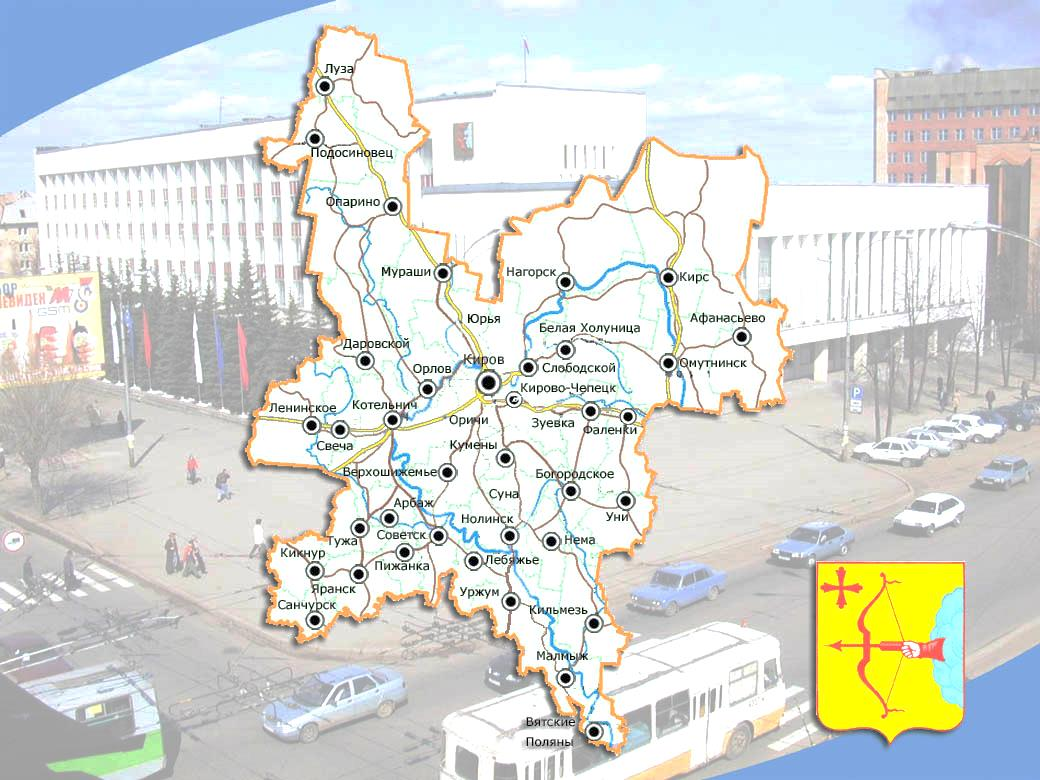 Луза
Подосиновец
Опарино
Мураши
Нагорск
Кирс
Юрья
Афанасьево
Белая Холуница
Даровской
Киров
Слободской
Омутнинск
Орлов
Кирово-Чепецк
Ленинское
Котельнич
Оричи
Зуевка
Фаленки
Свеча
Кумены
Верхошижемье
Богородское
Суна
Арбаж
Уни
Нолинск
Тужа
Советск
Нема
Кикнур
Пижанка
Лебяжье
Яранск
Уржум
Санчурск
Кильмезь
Малмыж
Вятские
Поляны
GSM
P